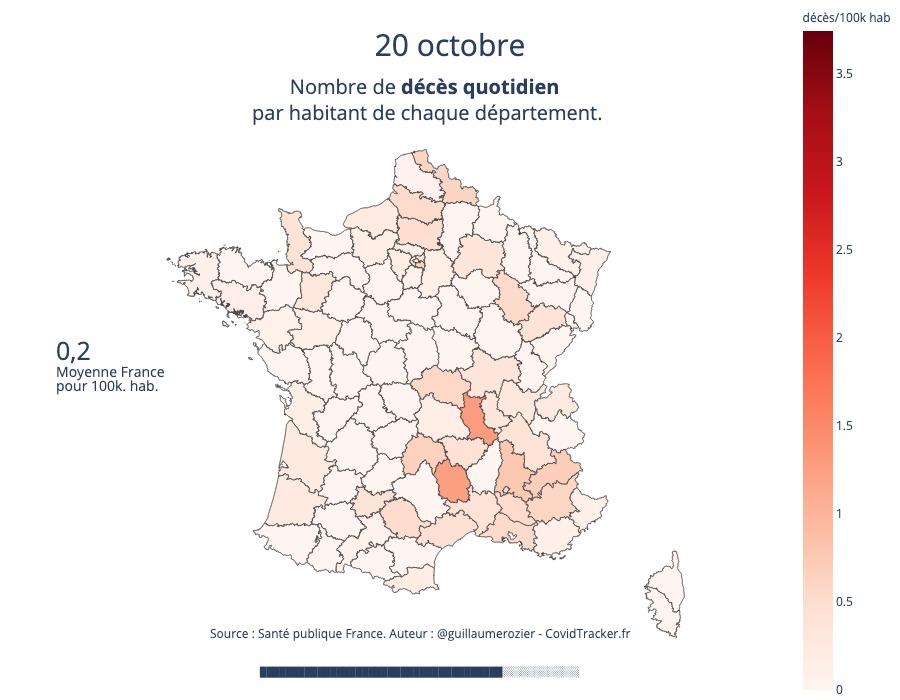 décès/100k hab
20 octobre
Nombre de décès quotidien
par habitant de chaque département.
3.5
3
2.5
2
1.5
1
0.5
0
0,2
Moyenne France
pour 100k. hab.
Source : Santé publique France. Auteur : @guillaumerozier - CovidTracker.fr